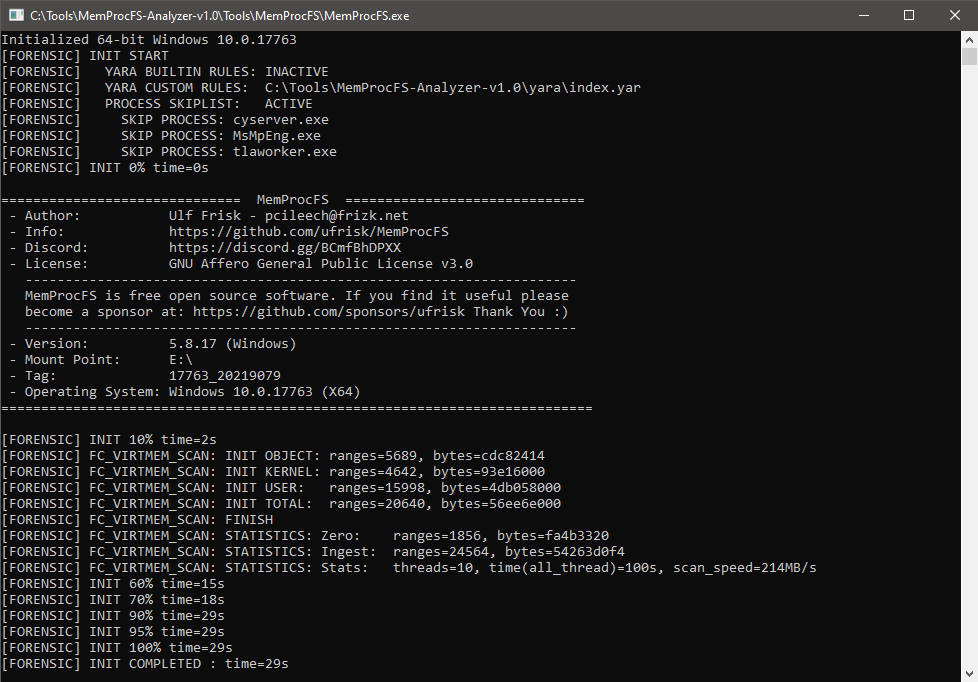 C:\Tools\MemProcFS-Analyzer-v1.0\Tools\MemProcFS\MemProcFS.exe
Initialized 64-bit Windows 10.0.17763
[FORENSIC] INIT START
[FORENSIC]   YARA BUILTIN RULES: INACTIVE
[FORENSIC]   YARA CUSTOM RULES:  C:\Tools\MemProcFS-Analyzer-v1.0\yara\index.yar
[FORENSIC]   PROCESS SKIPLIST:   ACTIVE
[FORENSIC]     SKIP PROCESS: cyserver.exe
[FORENSIC]     SKIP PROCESS: MsMpEng.exe
[FORENSIC]     SKIP PROCESS: tlaworker.exe
[FORENSIC] INIT 0% time=0s
==============================  MemProcFS  ==============================
 - Author:           Ulf Frisk - pcileech@frizk.net
 - Info:             https://github.com/ufrisk/MemProcFS
 - Discord:          https://discord.gg/BCmfBhDPXX
 - License:          GNU Affero General Public License v3.0
   ---------------------------------------------------------------------
   MemProcFS is free open source software. If you find it useful please
   become a sponsor at: https://github.com/sponsors/ufrisk Thank You :)
   ---------------------------------------------------------------------
 - Version:          5.8.17 (Windows)
 - Mount Point:      E:\
 - Tag:              17763_20219079
 - Operating System: Windows 10.0.17763 (X64)
==========================================================================
[FORENSIC] INIT 10% time=2s
[FORENSIC] FC_VIRTMEM_SCAN: INIT OBJECT: ranges=5689, bytes=cdc82414
[FORENSIC] FC_VIRTMEM_SCAN: INIT KERNEL: ranges=4642, bytes=93e16000
[FORENSIC] FC_VIRTMEM_SCAN: INIT USER:   ranges=15998, bytes=4db058000
[FORENSIC] FC_VIRTMEM_SCAN: INIT TOTAL:  ranges=20640, bytes=56ee6e000
[FORENSIC] FC_VIRTMEM_SCAN: FINISH
[FORENSIC] FC_VIRTMEM_SCAN: STATISTICS: Zero:    ranges=1856, bytes=fa4b3320
[FORENSIC] FC_VIRTMEM_SCAN: STATISTICS: Ingest:  ranges=24564, bytes=54263d0f4
[FORENSIC] FC_VIRTMEM_SCAN: STATISTICS: Stats:   threads=10, time(all_thread)=100s, scan_speed=214MB/s
[FORENSIC] INIT 60% time=15s
[FORENSIC] INIT 70% time=18s
[FORENSIC] INIT 90% time=29s
[FORENSIC] INIT 95% time=29s
[FORENSIC] INIT 100% time=29s
[FORENSIC] INIT COMPLETED : time=29s